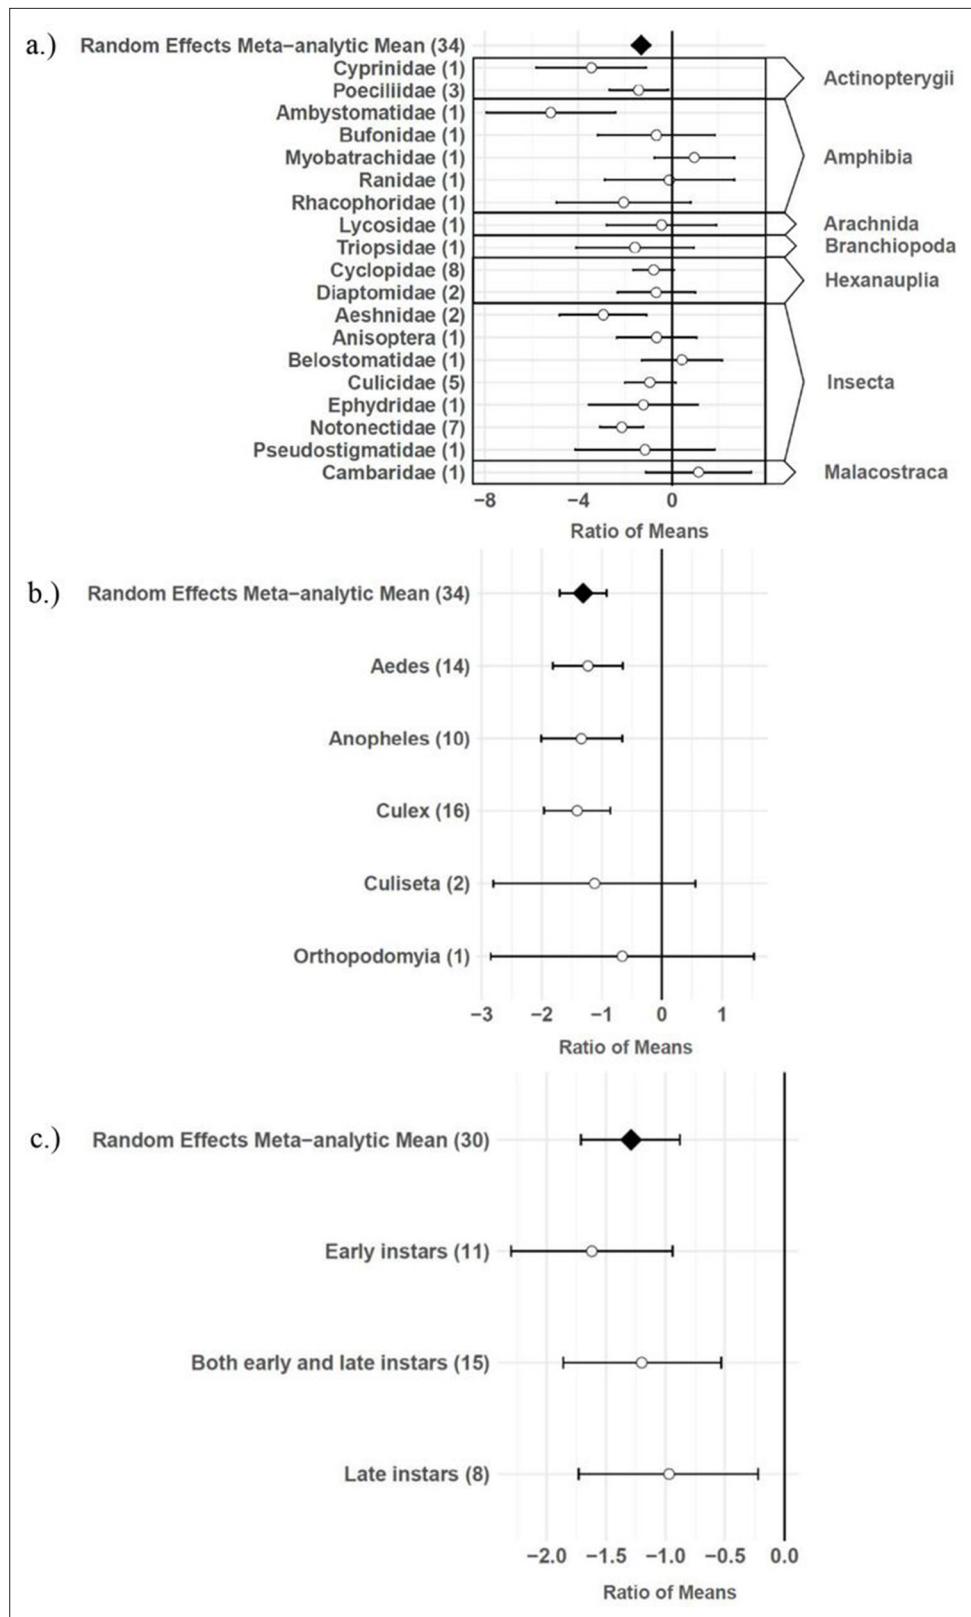 a.)
Random Effects Meta−analytic Mean (34)
Cyprinidae (1)
Poeciliidae (3)
Actinopterygii
Ambystomatidae (1)
Bufonidae (1)
Myobatrachidae (1)
Amphibia
Ranidae (1)
Rhacophoridae (1)
Lycosidae (1)
Arachnida
Triopsidae (1)
Branchiopoda
Cyclopidae (8)
Hexanauplia
Diaptomidae (2)
Aeshnidae (2)
Anisoptera (1)
Belostomatidae (1)
Culicidae (5)
Insecta
Ephydridae (1)
Notonectidae (7)
Pseudostigmatidae (1)
Cambaridae (1)
Malacostraca
−8 −4 0
Ratio of Means
b.)
Random Effects Meta−analytic Mean (34)
Aedes (14)
Anopheles (10)
Culex (16)
Culiseta (2)
Orthopodomyia (1)
−3 −2 −1 0 1
Ratio of Means
c.)
Random Effects Meta−analytic Mean (30)
Early instars (11)
Both early and late instars (15)
Late instars (8)
−2.0 −1.5 −1.0 −0.5 0.0
Ratio of Means